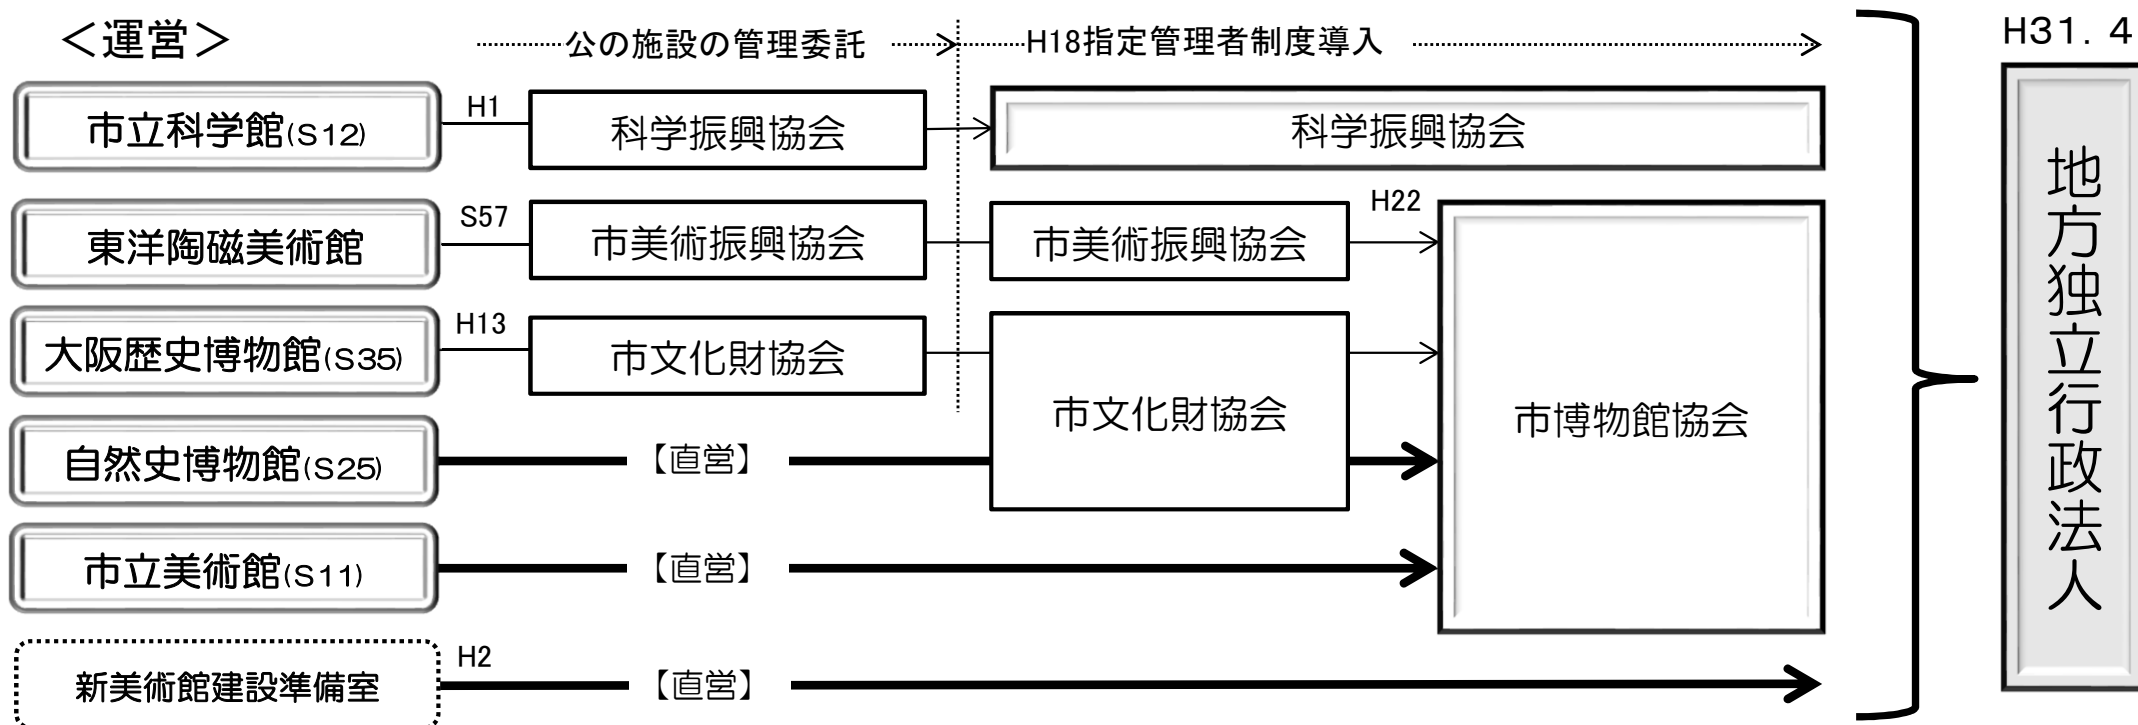 ＜運営＞
公の施設の管理委託
H18指定管理者制度導入
H31．4
市立科学館(S12)
H1
科学振興協会
科学振興協会
東洋陶磁美術館
S57
市美術振興協会
市美術振興協会
H22
大阪歴史博物館(S35)
H13
市文化財協会
市文化財協会
市博物館協会
自然史博物館(S25)
【直営】
市立美術館(S11)
【直営】
新美術館建設準備室
H2
【直営】
地方独立行政法人